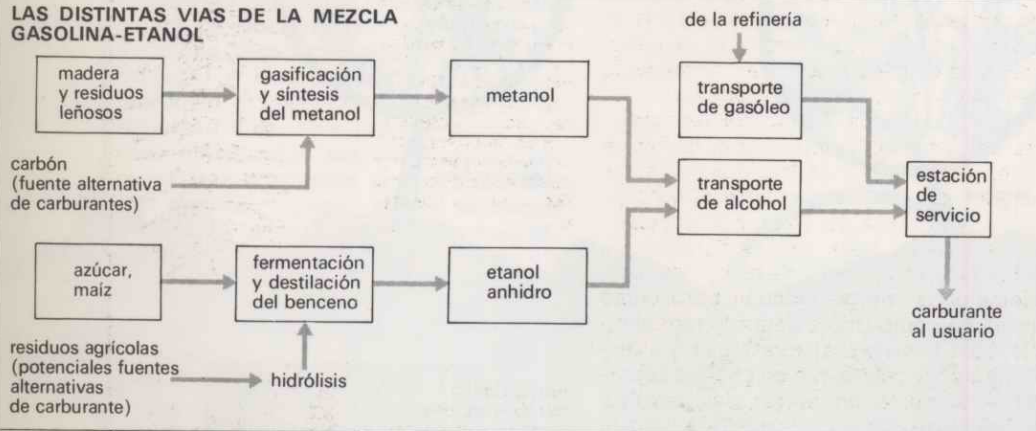 LAS DISTINTAS VIAS DE LA MEZCLA
GASOLINA-ETANOL
de la refinería
madera
y residuos
leñosos
gasificación
y síntesis
del metanol
metanol
transporte
de gasóleo
carbón
(fuente alternativa
de carburantes)
transporte
de alcohol
estación
de
servicio
azúcar,
maíz
fermentación
y destilación
del benceno
etanol
anhidro
carburante
al usuario
residuos agrícolas
(potenciales fuentes
alternativas
de carburante)
hidrólisis